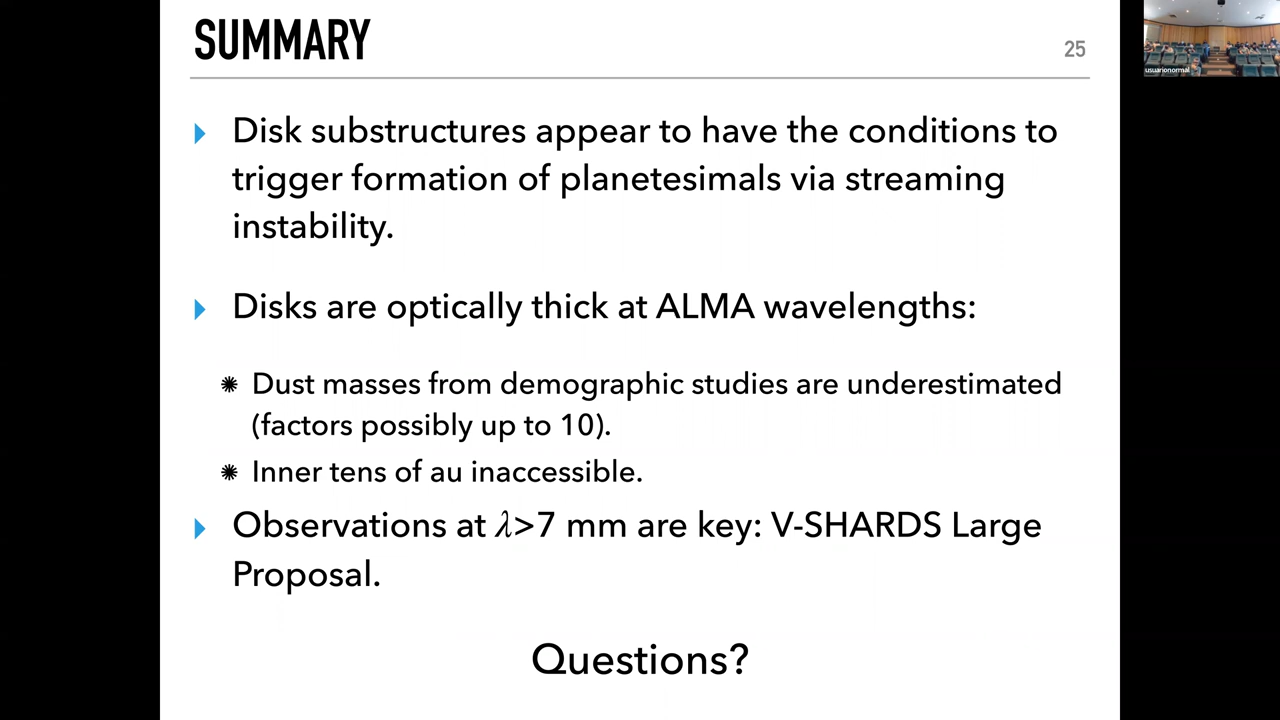 SUMMARY
25
usuarionormal
Disk substructures appear to have the conditions to
trigger formation of planetesimals via streaming
instability.
Disks are optically thick at ALMA wavelengths:
Dust masses from demographic studies are underestimated
(factors possibly up to 10).
Inner tens of au inaccessible.
Observations at λ>7 mm are key: V-SHARDS Large
Proposal.
Questions?